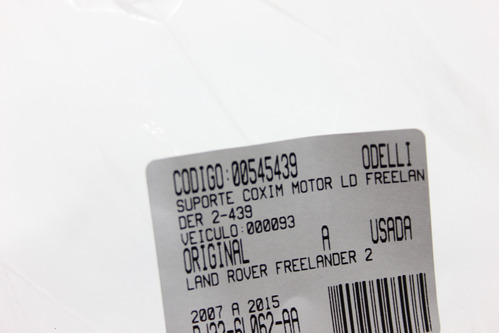 CODIGO:00545439 ODELLI
SUPORTE COXIM MOTOR LD FREELAN
DER 2-439
VEICULO:000093
ORIGINAL A USADA
LAND ROVER FREELANDER 2
2007 A 2015